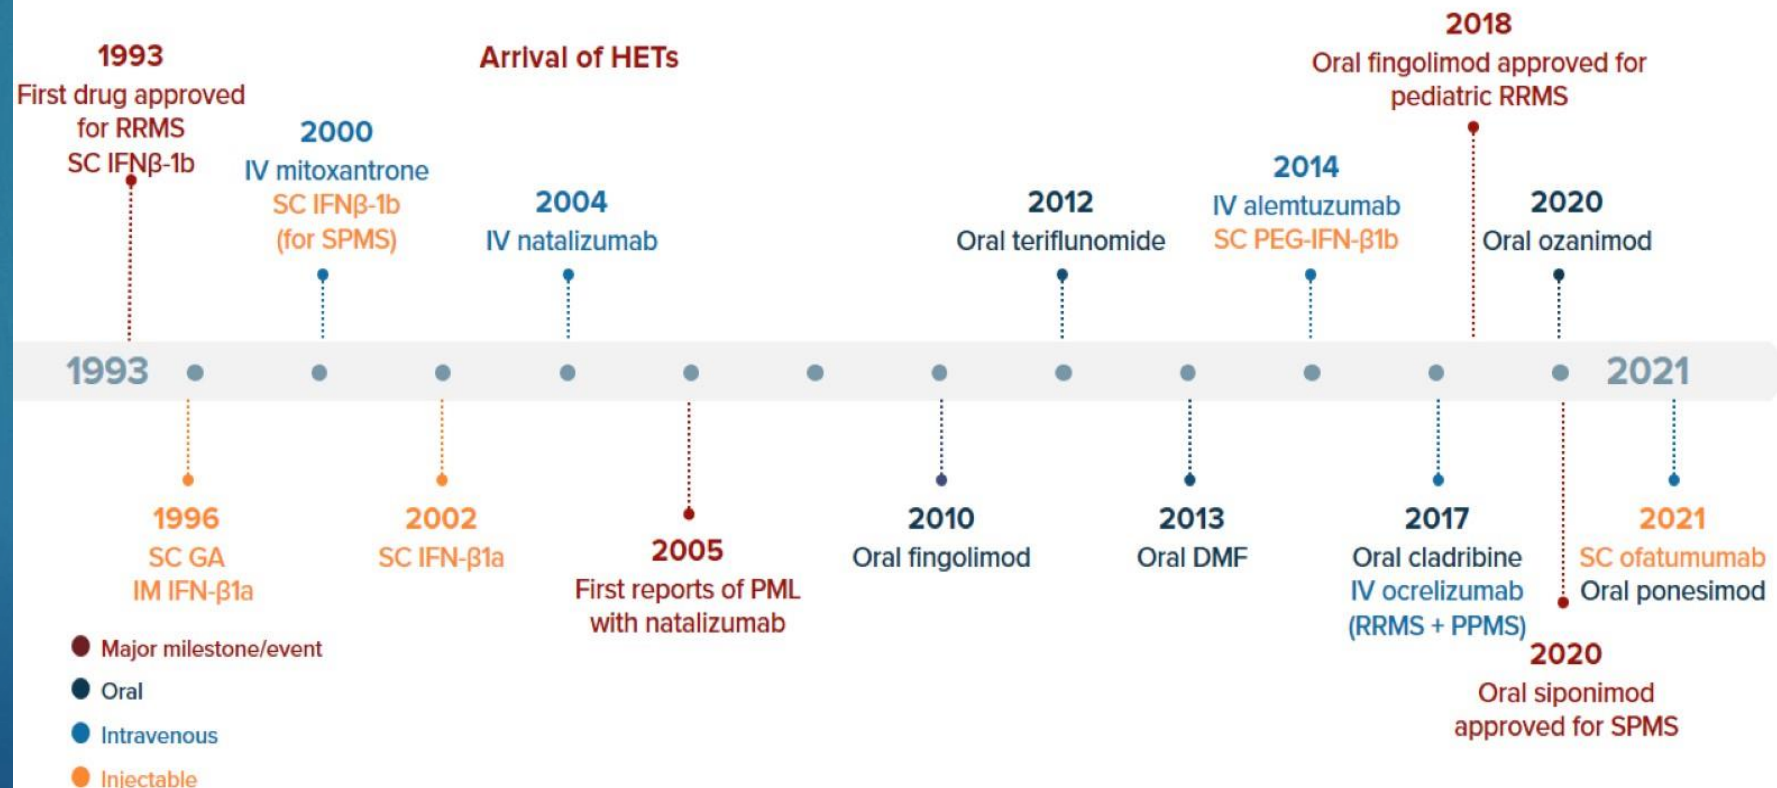 1993
First drug approved
for RRMS
SC IFNβ-1b
Arrival of HETs
2000
IV mitoxantrone
SC IFNβ-1b
(for SPMS)
2004
IV natalizumab
2012
Oral teriflunomide
2014
IV alemtuzumab
SC PEG-IFN-β1b
2018
Oral fingolimod approved for
pediatric RRMS
2020
Oral ozanimod
1993
2021
1996
SC GA
IM IFN-β1a
2002
SC IFN-β1a
2005
First reports of PML
with natalizumab
2010
Oral fingolimod
2013
Oral DMF
2017
Oral cladribine
IV ocrelizumab
(RRMS + PPMS)
2020
Oral siponimod
approved for SPMS
2021
SC ofatumumab
Oral ponesimod
Major milestone/event
Oral
Intravenous
Injectable